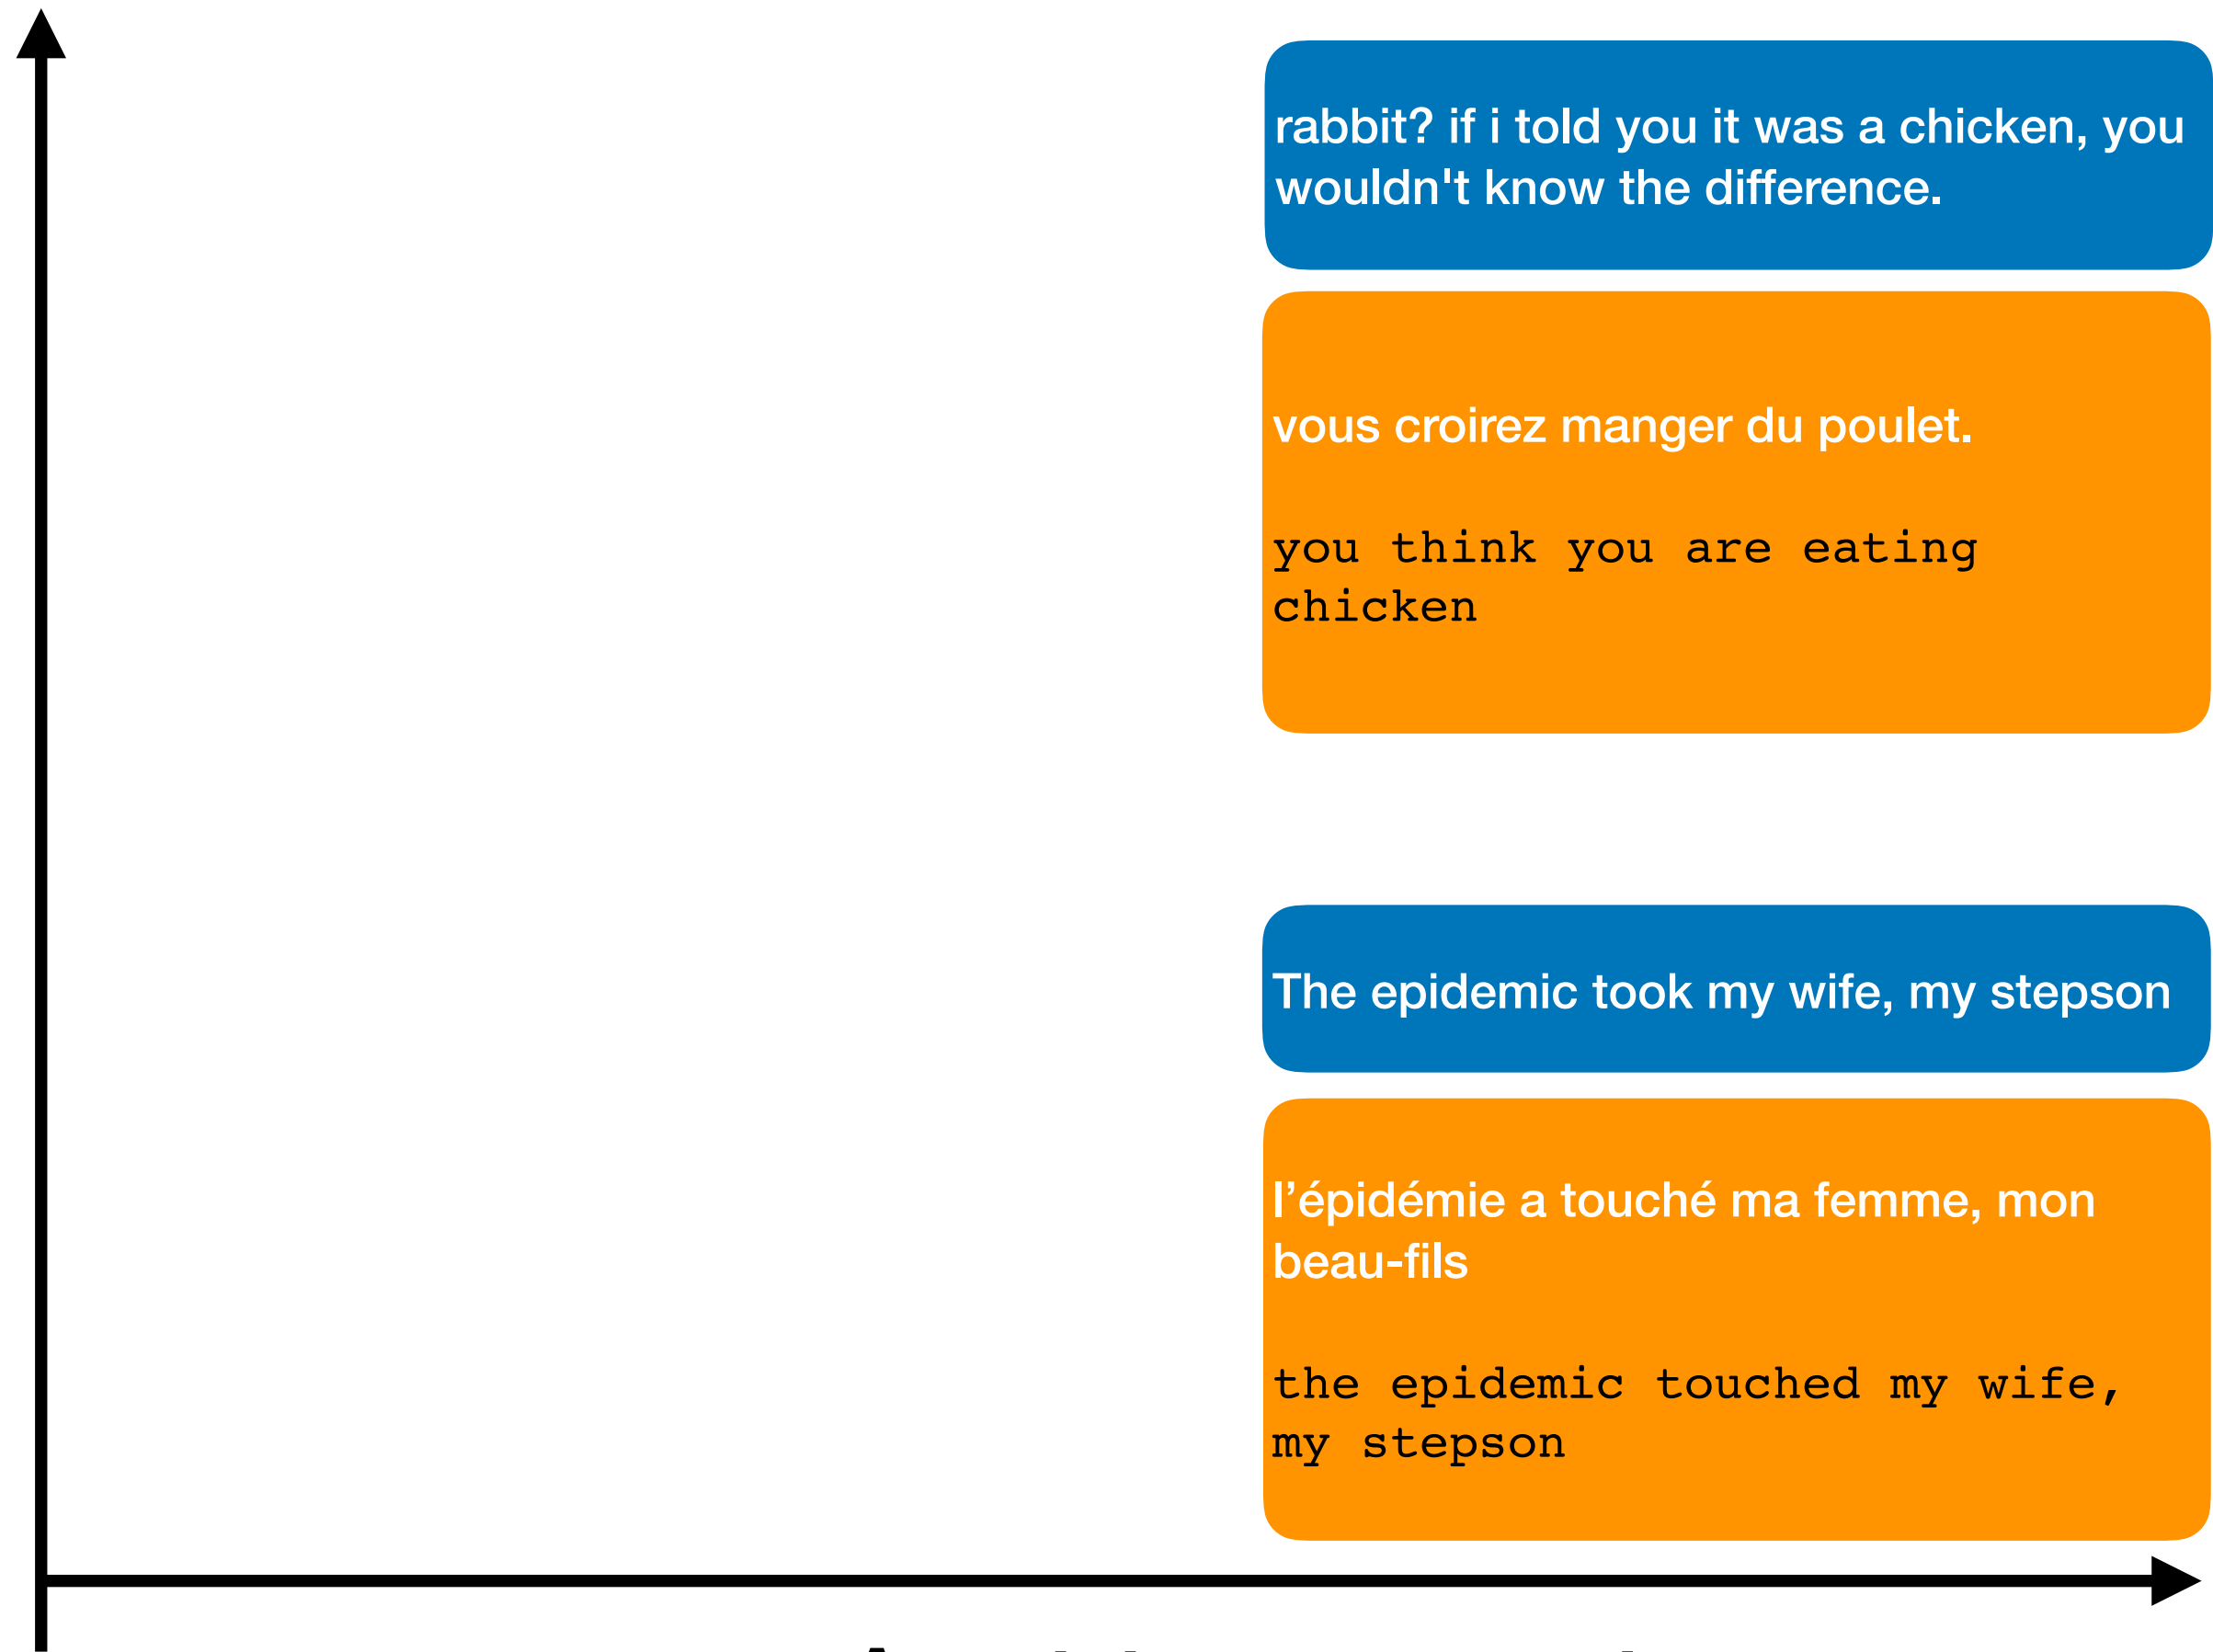 rabbit? if i told you it was a chicken, you
wouldn't know the difference.
vous croirez manger du poulet.
you think you are eating
chicken
The epidemic took my wife, my stepson
l’épidémie a touché ma femme, mon
beau-fils
the epidemic touched my wife,
my stepson